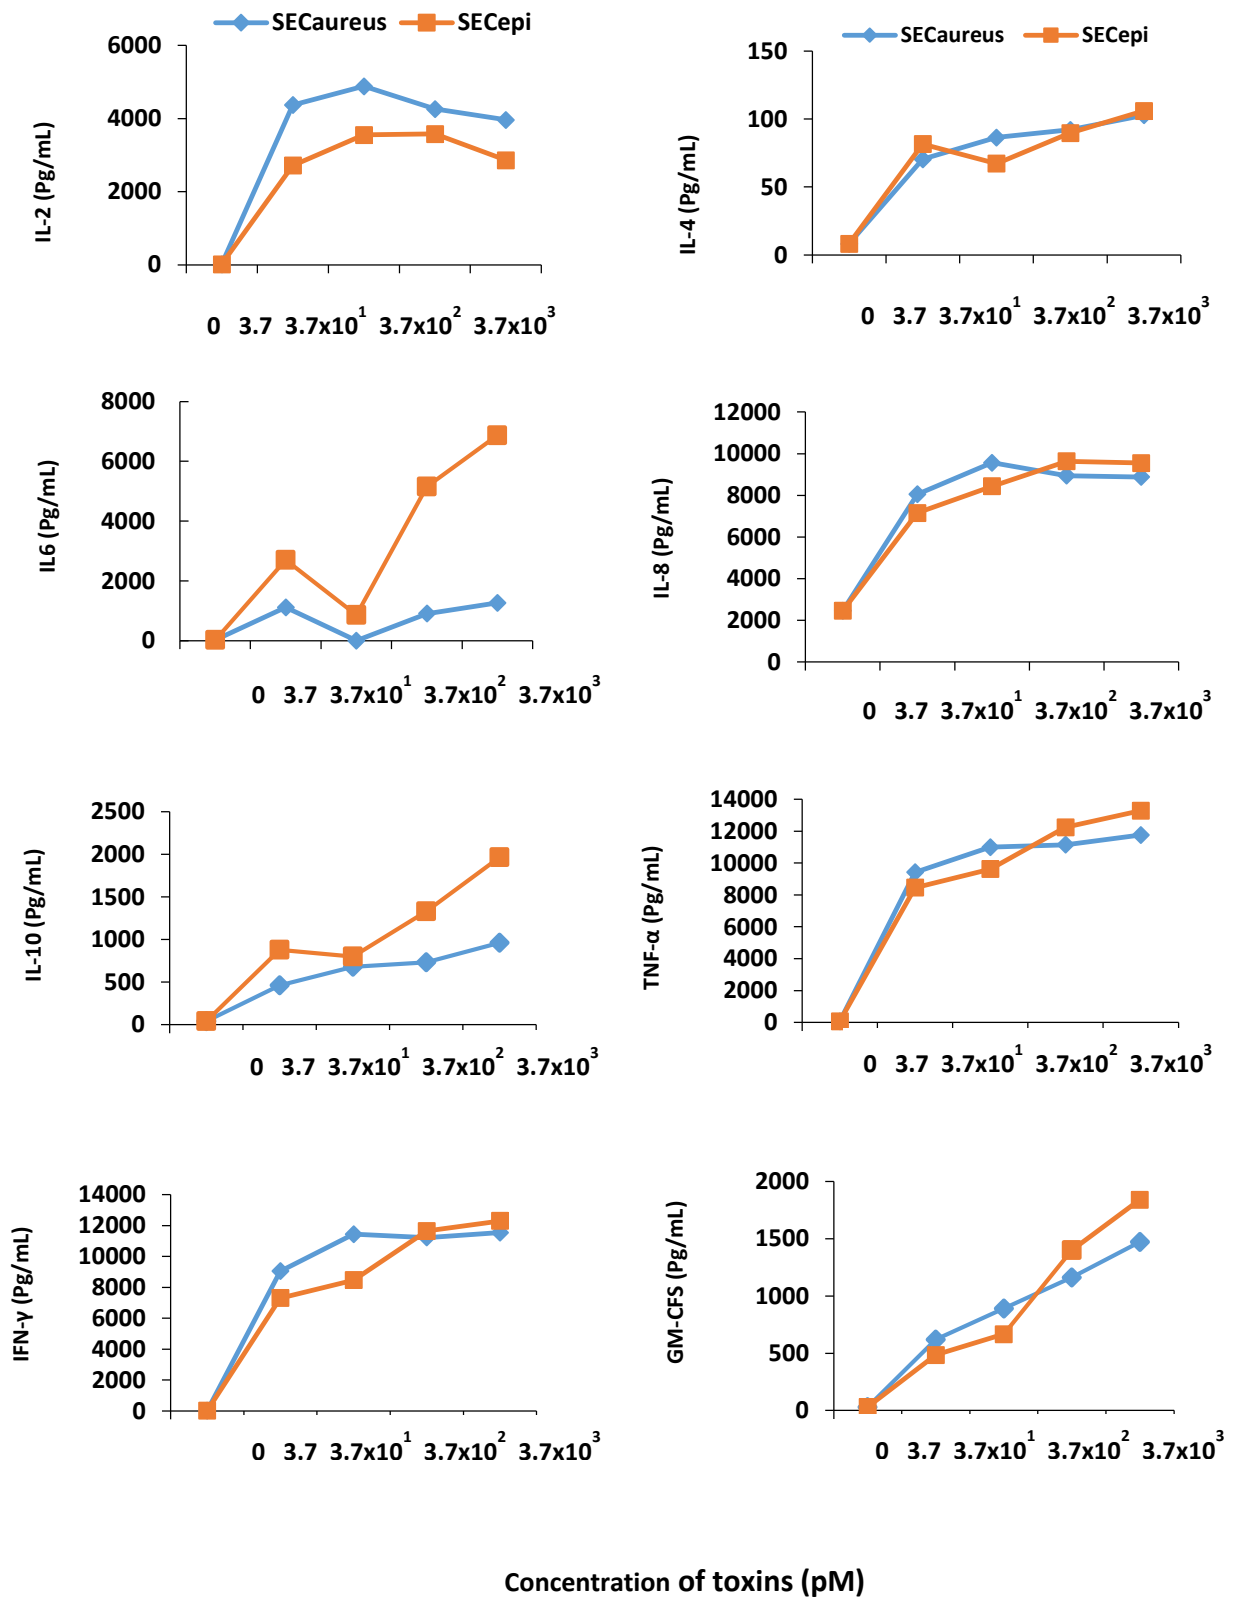 SECaureus SECepi
6000
4000
2000
0
IL-2 (Pg/mL)
0 3.7 3.7x10¹ 3.7x10² 3.7x10³
SECaureus SECepi
150
100
50
0
IL-4 (Pg/mL)
0 3.7 3.7x10¹ 3.7x10² 3.7x10³
8000
6000
4000
2000
0
IL6 (Pg/mL)
0 3.7 3.7x10¹ 3.7x10² 3.7x10³
12000
10000
8000
6000
4000
2000
0
IL-8 (Pg/mL)
0 3.7 3.7x10¹ 3.7x10² 3.7x10³
2500
2000
1500
1000
500
0
IL-10 (Pg/mL)
0 3.7 3.7x10¹ 3.7x10² 3.7x10³
14000
12000
10000
8000
6000
4000
2000
0
TNF-α (Pg/mL)
0 3.7 3.7x10¹ 3.7x10² 3.7x10³
14000
12000
10000
8000
6000
4000
2000
0
IFN-γ (Pg/mL)
0 3.7 3.7x10¹ 3.7x10² 3.7x10³
2000
1500
1000
500
0
GM-CFS (Pg/mL)
0 3.7 3.7x10¹ 3.7x10² 3.7x10³
Concentration of toxins (pM)